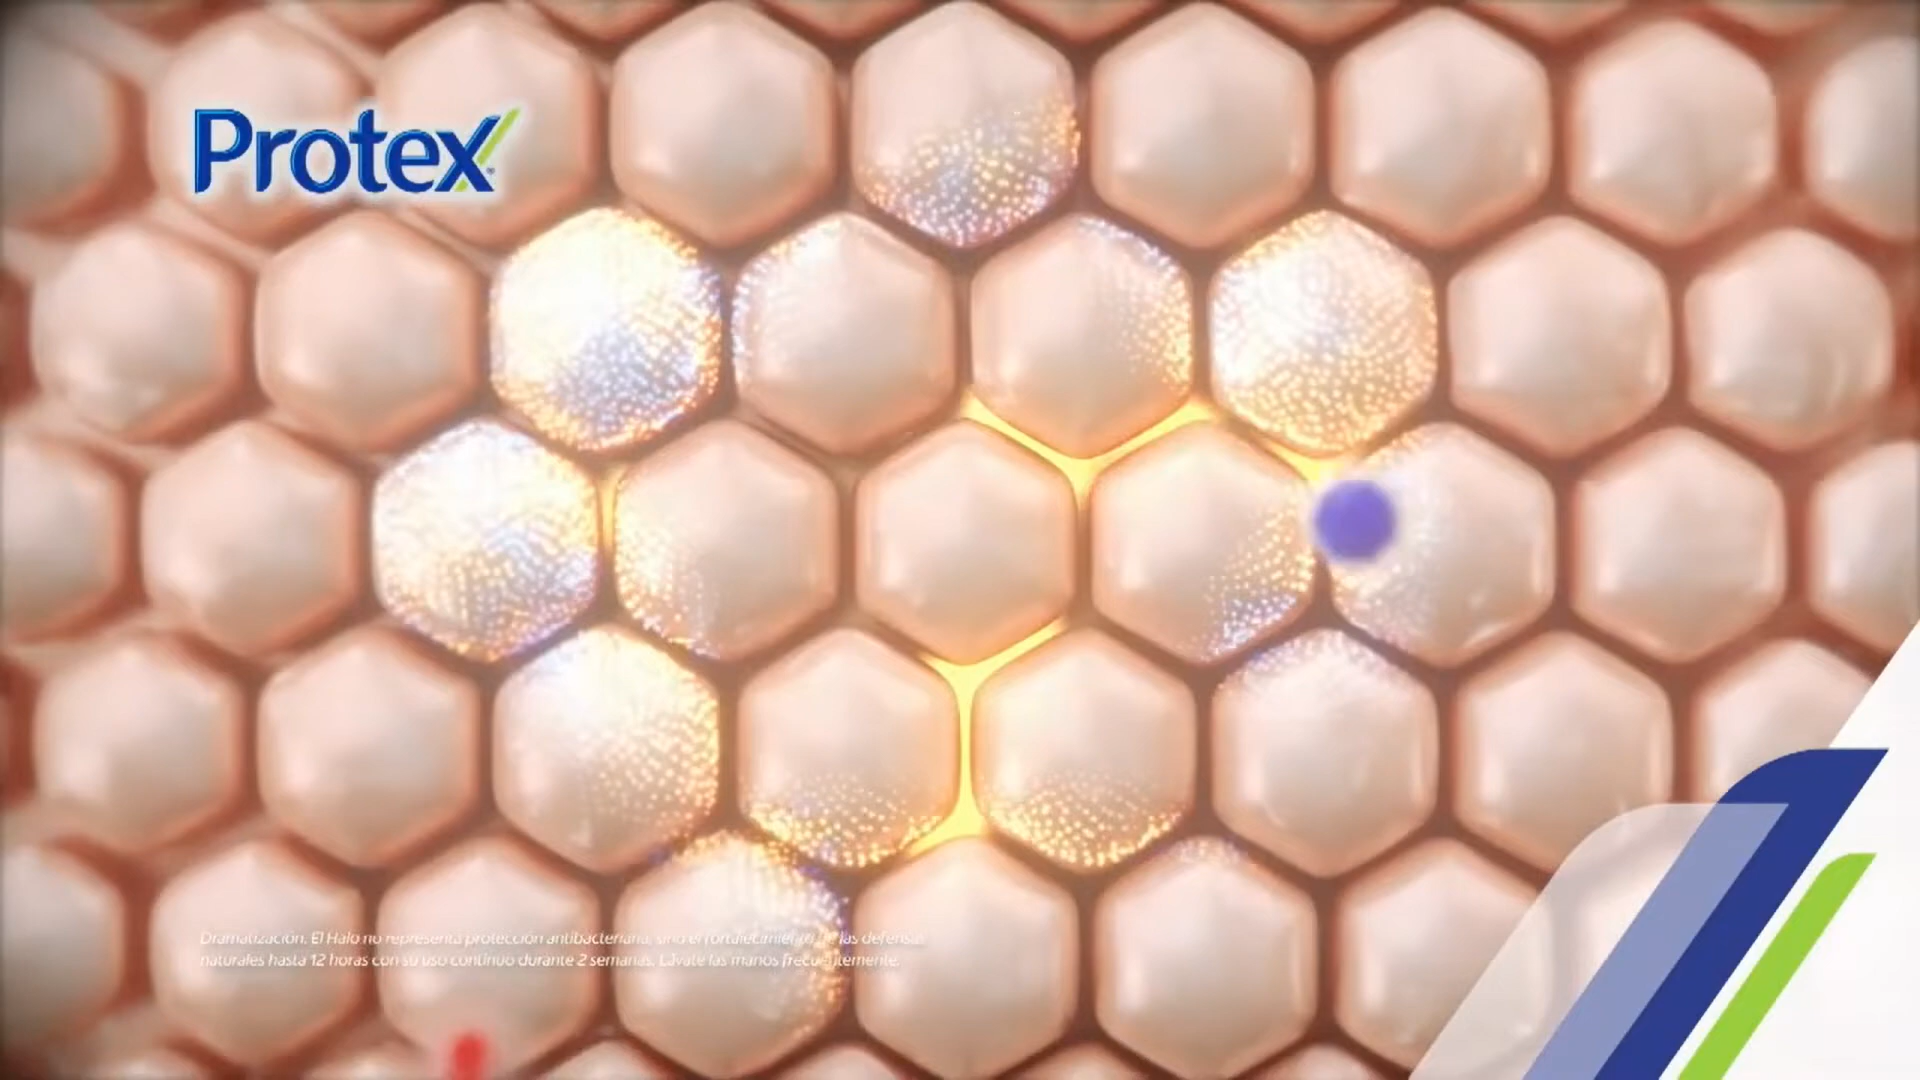 Protex
Dramatización. El Halo no representa protección antibacteriana, sino el fortalecimiento de las defensas
naturales hasta 12 horas con su uso continuo durante 2 semanas. Lávate las manos frecuentemente.